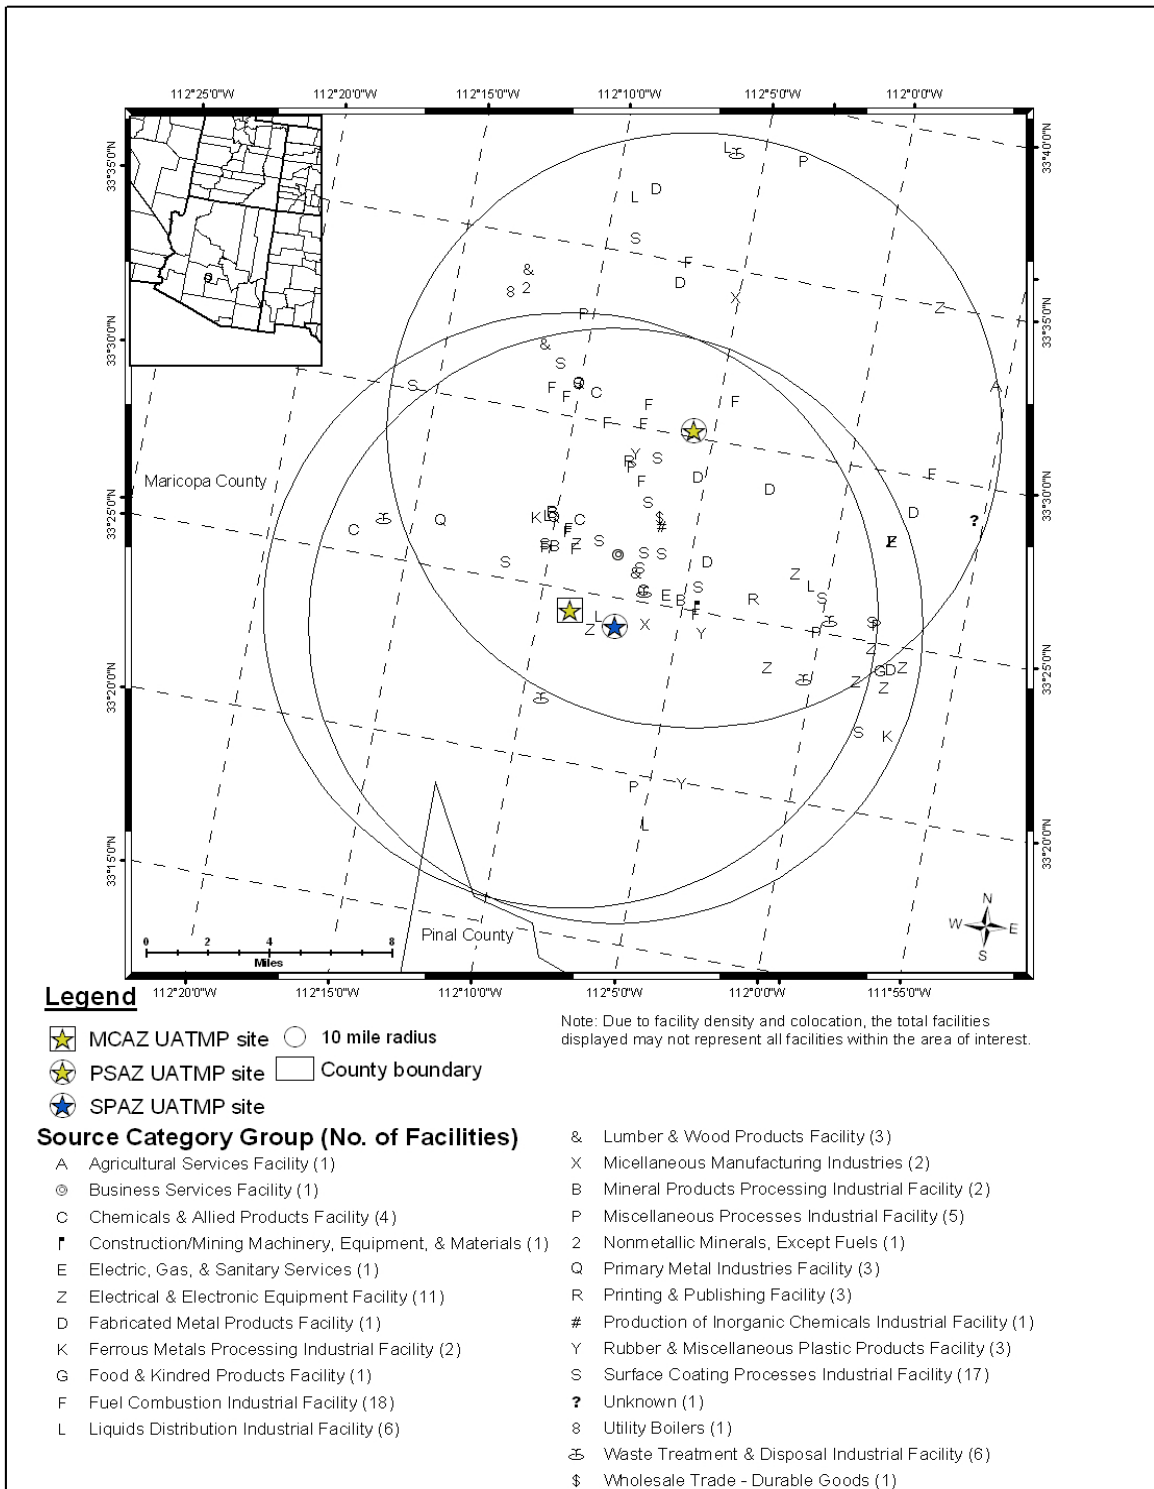 112°25'0"W 112°20'0"W 112°15'0"W 112°10'0"W 112°5'0"W 112°0'0"W
33°35'0"N
33°30'0"N
33°25'0"N
33°20'0"N
33°15'0"N
33°40'0"N
33°35'0"N
33°30'0"N
33°25'0"N
33°20'0"N
Maricopa County
Pinal County
N
W E
S
0 2 4 8
Miles
112°20'0"W 112°15'0"W 112°10'0"W 112°5'0"W 112°0'0"W 111°55'0"W
Legend
MCAZ UATMP site
10 mile radius
PSAZ UATMP site
County boundary
SPAZ UATMP site
Note: Due to facility density and colocation, the total facilities
displayed may not represent all facilities within the area of interest.
Source Category Group (No. of Facilities)
A Agricultural Services Facility (1)
◎ Business Services Facility (1)
C Chemicals & Allied Products Facility (4)
Construction/Mining Machinery, Equipment, & Materials (1)
E Electric, Gas, & Sanitary Services (1)
Z Electrical & Electronic Equipment Facility (11)
D Fabricated Metal Products Facility (1)
K Ferrous Metals Processing Industrial Facility (2)
G Food & Kindred Products Facility (1)
F Fuel Combustion Industrial Facility (18)
L Liquids Distribution Industrial Facility (6)
& Lumber & Wood Products Facility (3)
X Micellaneous Manufacturing Industries (2)
B Mineral Products Processing Industrial Facility (2)
P Miscellaneous Processes Industrial Facility (5)
2 Nonmetallic Minerals, Except Fuels (1)
Q Primary Metal Industries Facility (3)
R Printing & Publishing Facility (3)
# Production of Inorganic Chemicals Industrial Facility (1)
Y Rubber & Miscellaneous Plastic Products Facility (3)
S Surface Coating Processes Industrial Facility (17)
? Unknown (1)
8 Utility Boilers (1)
Waste Treatment & Disposal Industrial Facility (6)
$ Wholesale Trade - Durable Goods (1)